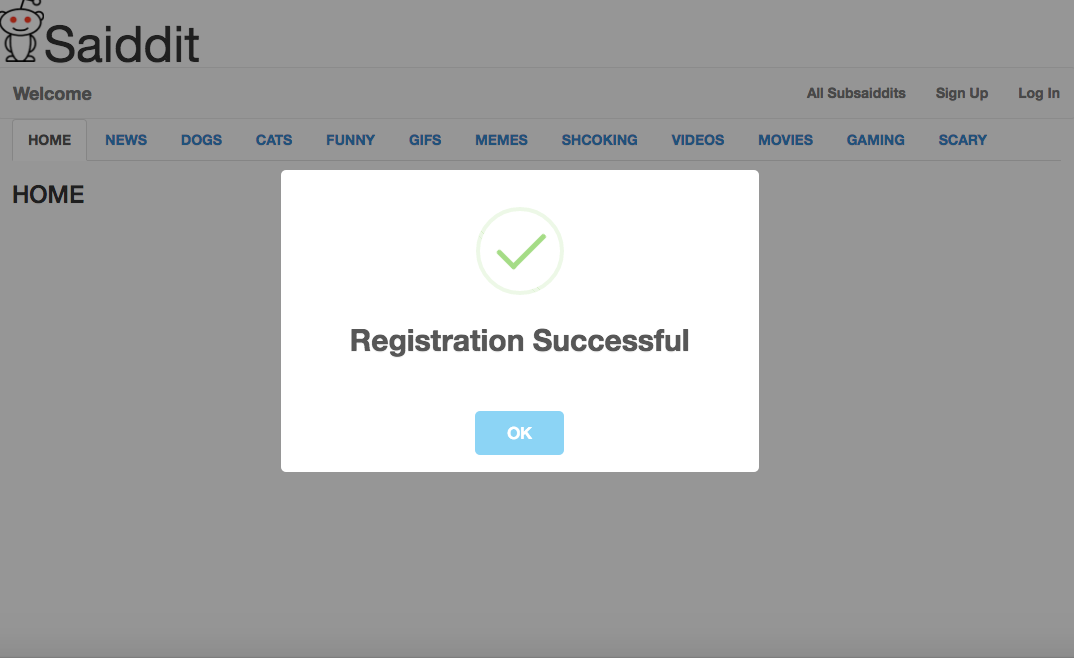 Saiddit
Welcome All Subsaiddits Sign Up Log In
HOME NEWS DOGS CATS FUNNY GIFS MEMES SHCOKING VIDEOS MOVIES GAMING SCARY
HOME
Registration Successful
OK